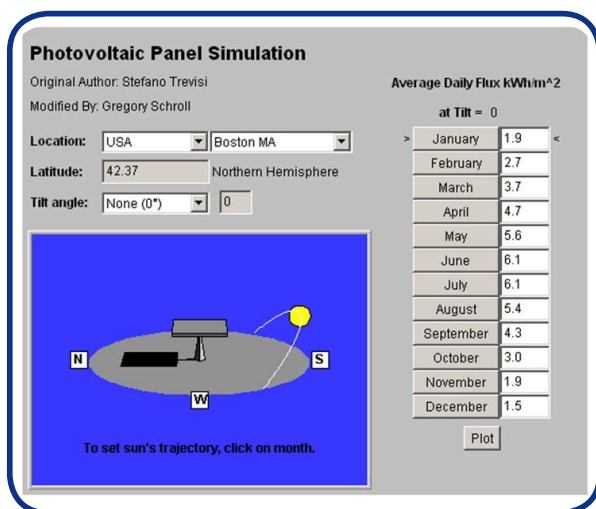 Photovoltaic Panel Simulation
Original Author: Stefano Trevisi
Modified By: Gregory Schroll
Location: USA Boston MA
Latitude: 42.37 Northern Hemisphere
Tilt angle: None (0°) 0
N
S
W
To set sun's trajectory, click on month.
Average Daily Flux kWh/m^2
at Tilt = 0
> January 1.9 <
February 2.7
March 3.7
April 4.7
May 5.6
June 6.1
July 6.1
August 5.4
September 4.3
October 3.0
November 1.9
December 1.5
Plot